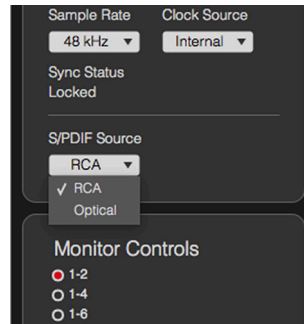 Sample Rate Clock Source
48 kHz Internal
Sync Status
Locked
S/PDIF Source
RCA
✓ RCA
Optical
Monitor Controls
1-2
1-4
1-6